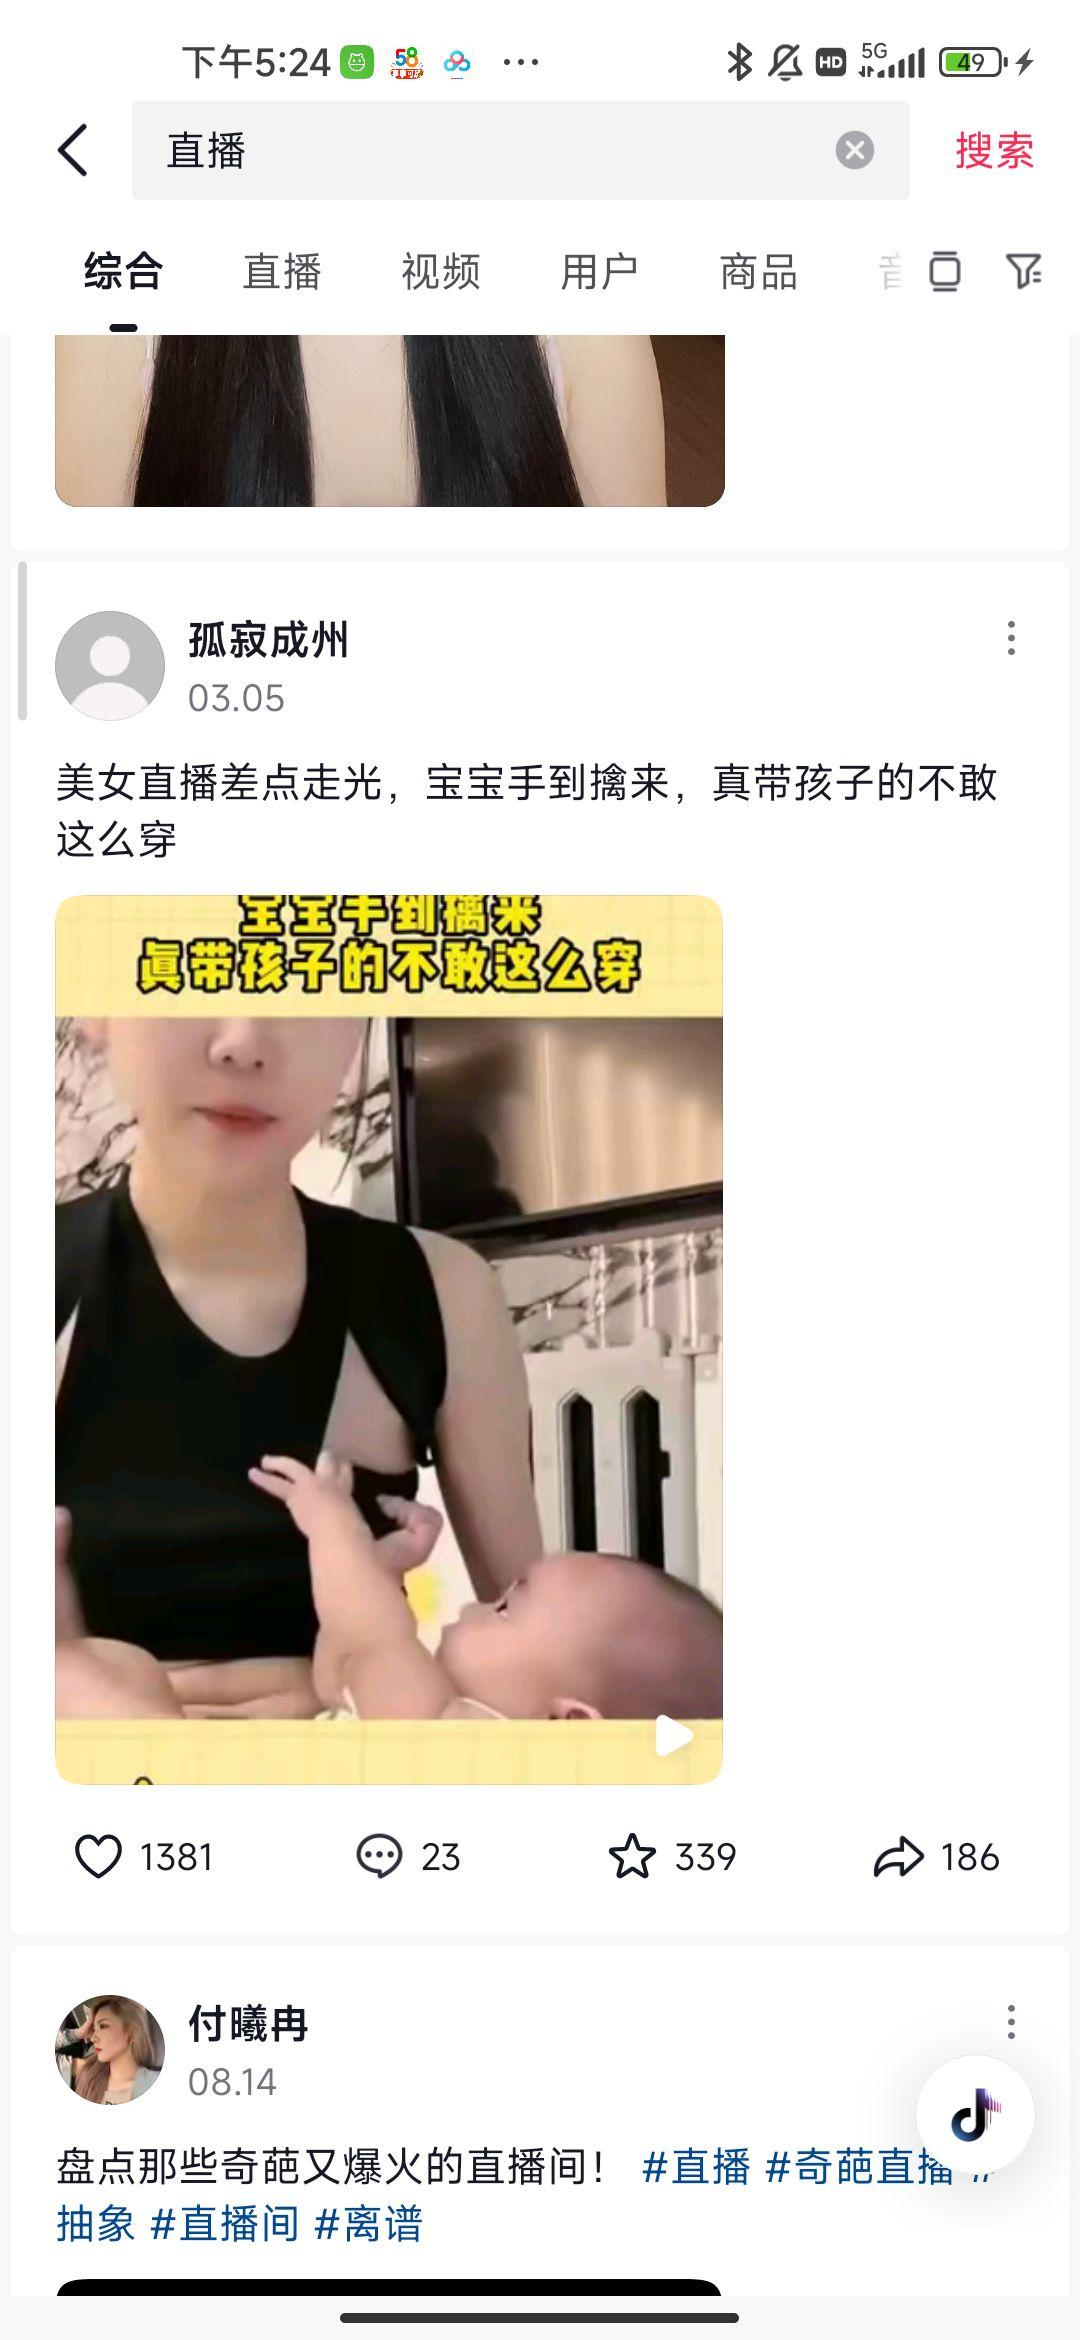 下午5:24
58
HD
5G
49
直播
搜索
综合
直播
视频
用户
商品
孤寂成州
03.05
美女直播差点走光，宝宝手到擒来，真带孩子的不敢
这么穿
宝宝手到擒来
真带孩子的不敢这么穿
1381
23
339
186
付曦冉
08.14
盘点那些奇葩又爆火的直播间！ #直播 #奇葩直播 #
抽象 #直播间 #离谱